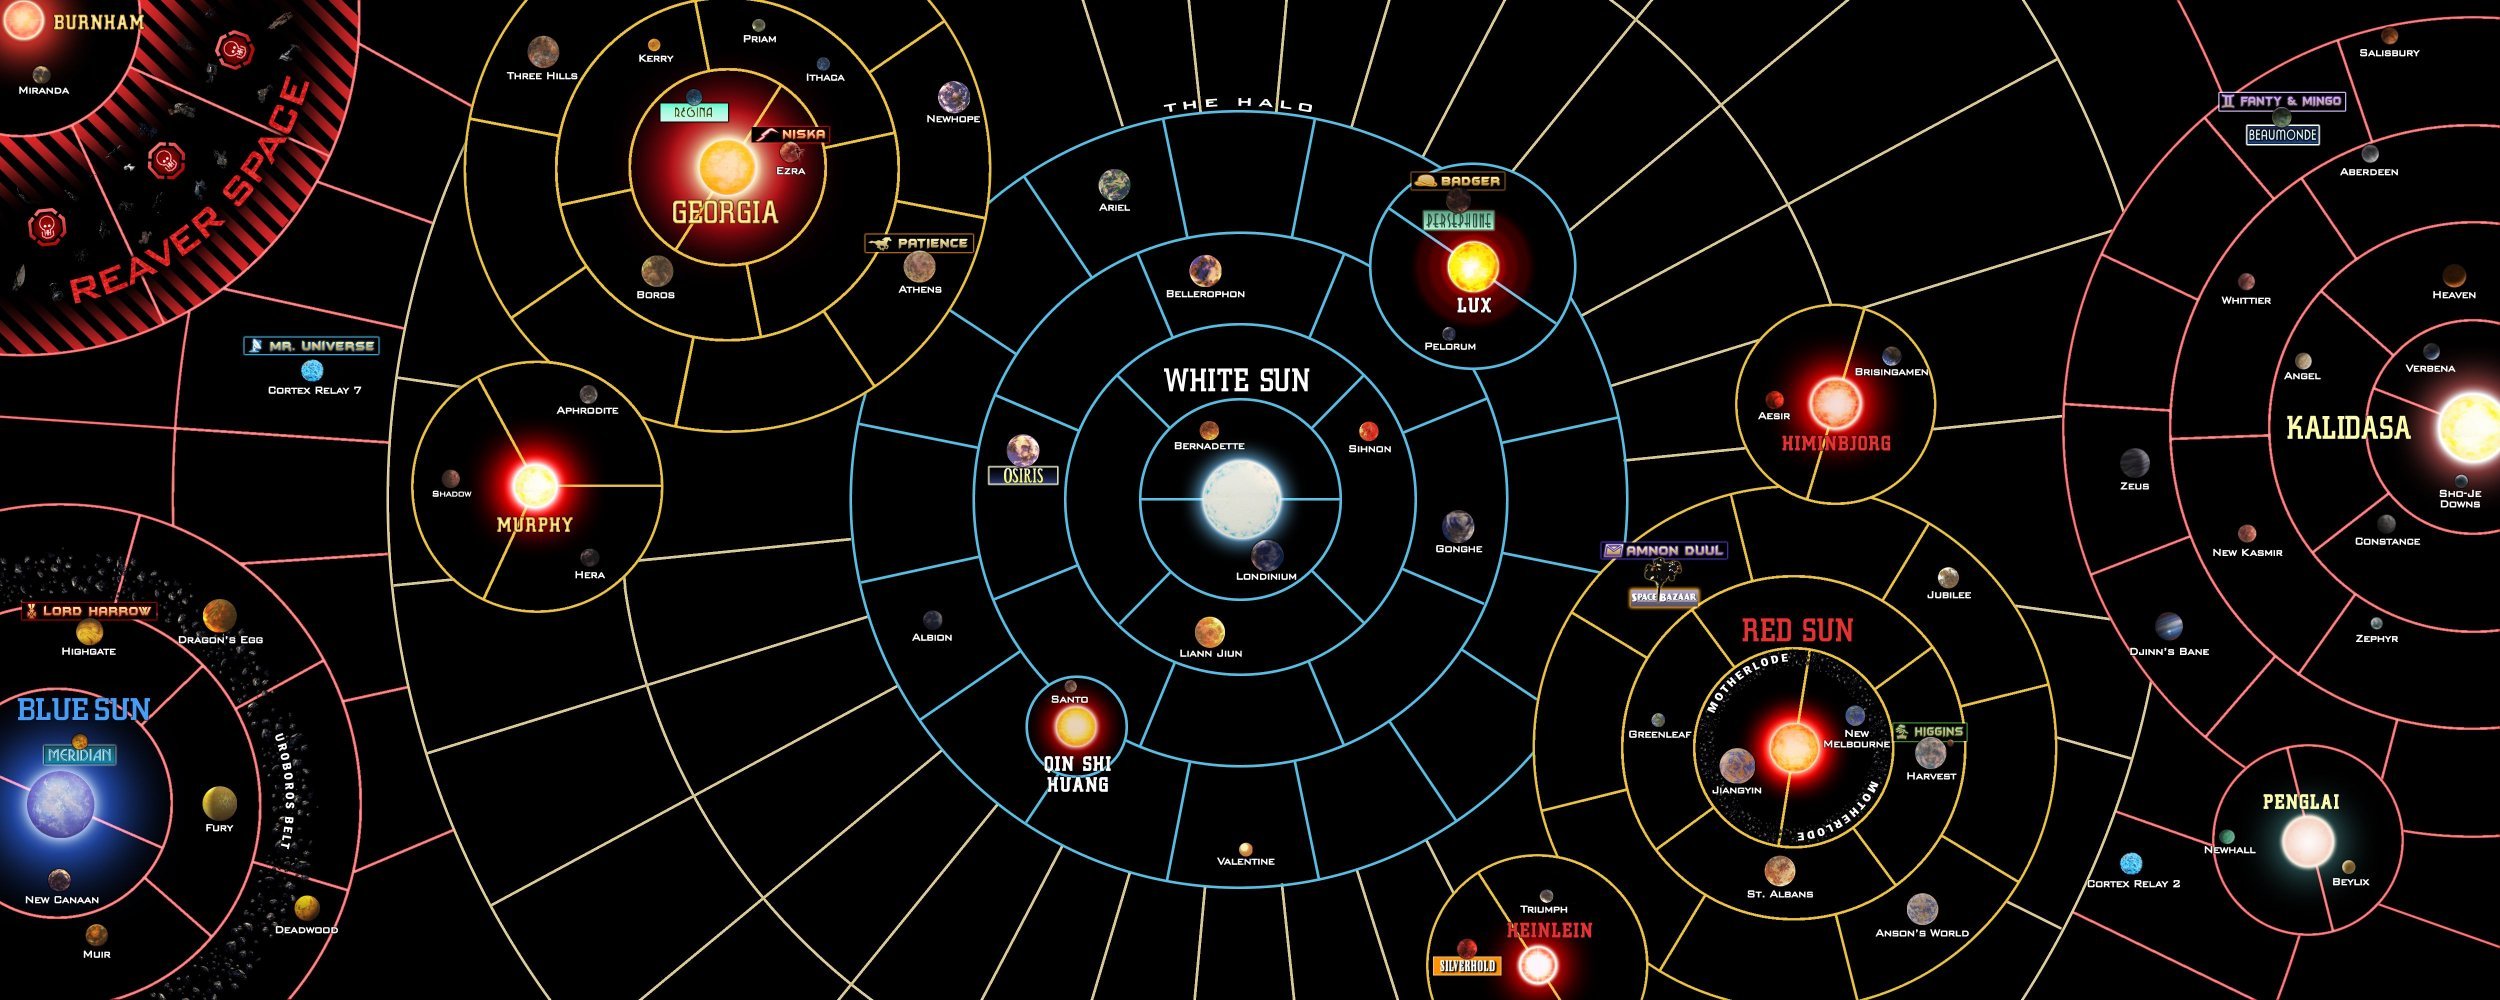 BURNHAM
MIRANDA
REAVER SPACE
MR. UNIVERSE
CORTEX RELAY 7
THREE HILLS
KERRY
PRIAM
ITHACA
REGINA
NISKA
EZRA
GEORGIA
NEWHOPE
BOROS
PATIENCE
ATHENS
APHRODITE
SHADOW
MURPHY
HERA
LORD HARROW
HIGHGATE
DRAGON'S EGG
BLUE SUN
MERIDIAN
UROBOROS BELT
FURY
NEW CANAAN
MUIR
DEADWOOD
THE HALO
ARIEL
BELLEROPHON
WHITE SUN
BERNADETTE
SIHNON
OSIRIS
GONGHE
LONDINIUM
ALBION
LIANN JIUN
SANTO
QIN SHI
HUANG
VALENTINE
BADGER
PERSEPHONE
LUX
PELORUM
BRISINGAMEN
AESIR
HIMINBJORG
AMNON DUUL
SPACE BAZAAR
JUBILEE
RED SUN
MOTHERLODE
GREENLEAF
NEW
MELBOURNE
HIGGINS
HARVEST
JIANGYIN
MOTHERLODE
ST. ALBANS
ANSON'S WORLD
TRIUMPH
HEINLEIN
SILVERHOLD
SALISBURY
FANTY & MINGO
BEAUMONDE
ABERDEEN
WHITTIER
HEAVEN
VERBENA
ANGEL
KALIDASA
ZEUS
SHO-JE
DOWNS
NEW KASMIR
CONSTANCE
ZEPHYR
DJINN'S BANE
PENGLAI
NEWHALL
BEYLIX
CORTEX RELAY 2